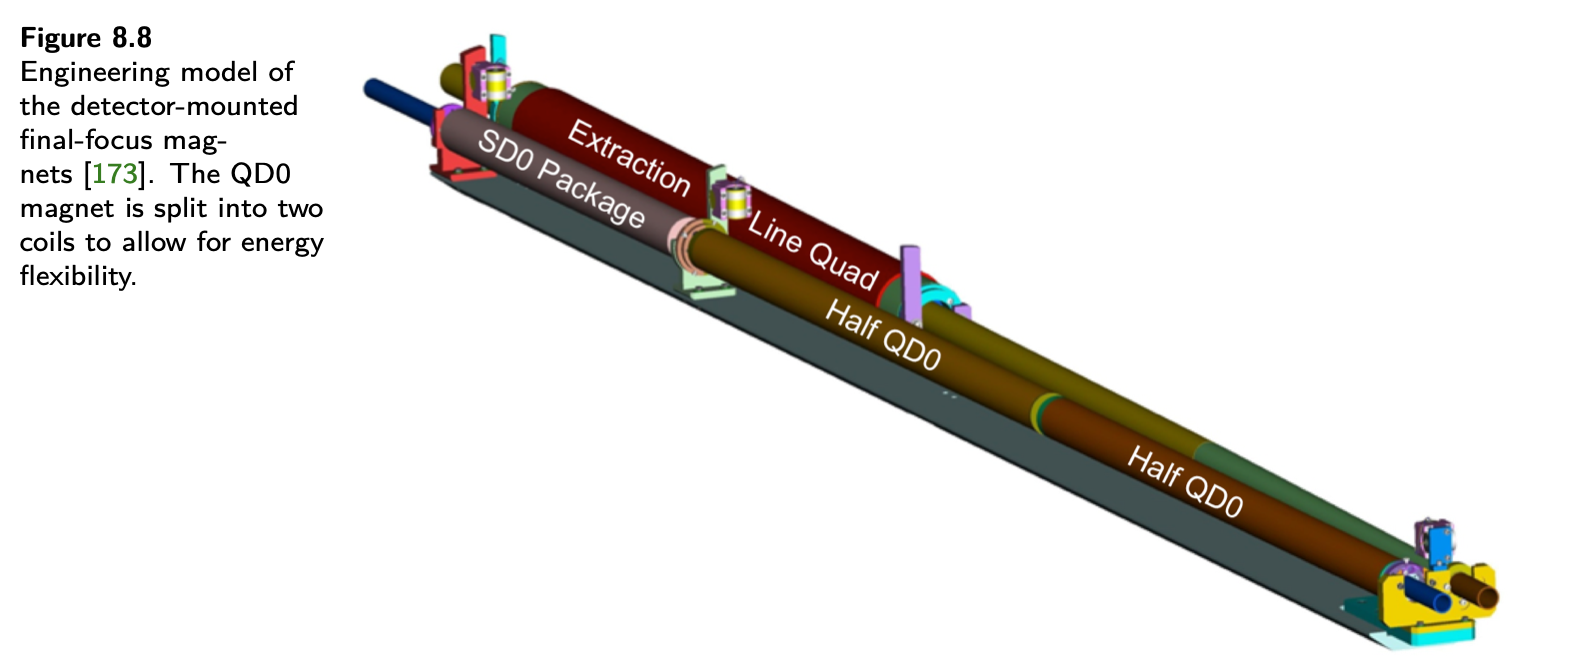 Figure 8.8
Engineering model of
the detector-mounted
final-focus mag-
nets [173]. The QD0
magnet is split into two
coils to allow for energy
flexibility.
Extraction
SD0 Package
Line Quad
Half QD0
Half QD0